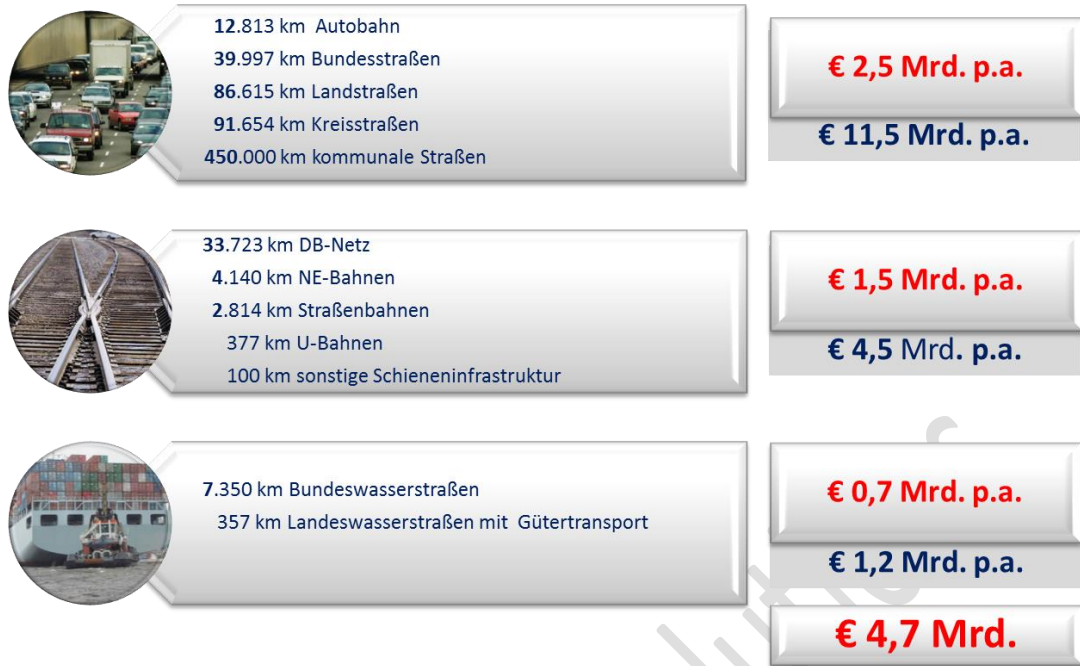 12.813 km Autobahn
39.997 km Bundesstraßen
86.615 km Landstraßen
91.654 km Kreisstraßen
450.000 km kommunale Straßen
€ 2,5 Mrd. p.a.
€ 11,5 Mrd. p.a.
33.723 km DB-Netz
4.140 km NE-Bahnen
2.814 km Straßenbahnen
377 km U-Bahnen
100 km sonstige Schieneninfrastruktur
€ 1,5 Mrd. p.a.
€ 4,5 Mrd. p.a.
7.350 km Bundeswasserstraßen
357 km Landeswasserstraßen mit Gütertransport
€ 0,7 Mrd. p.a.
€ 1,2 Mrd. p.a.
€ 4,7 Mrd.